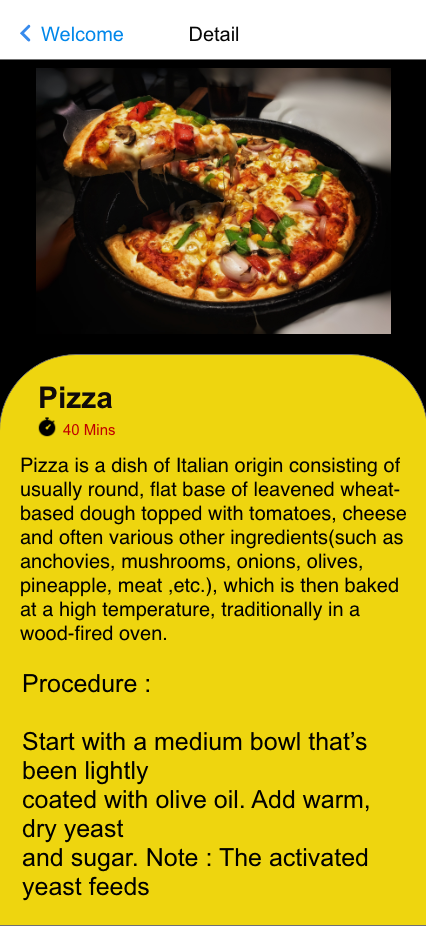 Welcome Detail
Pizza
40 Mins
Pizza is a dish of Italian origin consisting of
usually round, flat base of leavened wheat-
based dough topped with tomatoes, cheese
and often various other ingredients(such as
anchovies, mushrooms, onions, olives,
pineapple, meat ,etc.), which is then baked
at a high temperature, traditionally in a
wood-fired oven.
Procedure :
Start with a medium bowl that’s
been lightly
coated with olive oil. Add warm,
dry yeast
and sugar. Note : The activated
yeast feeds